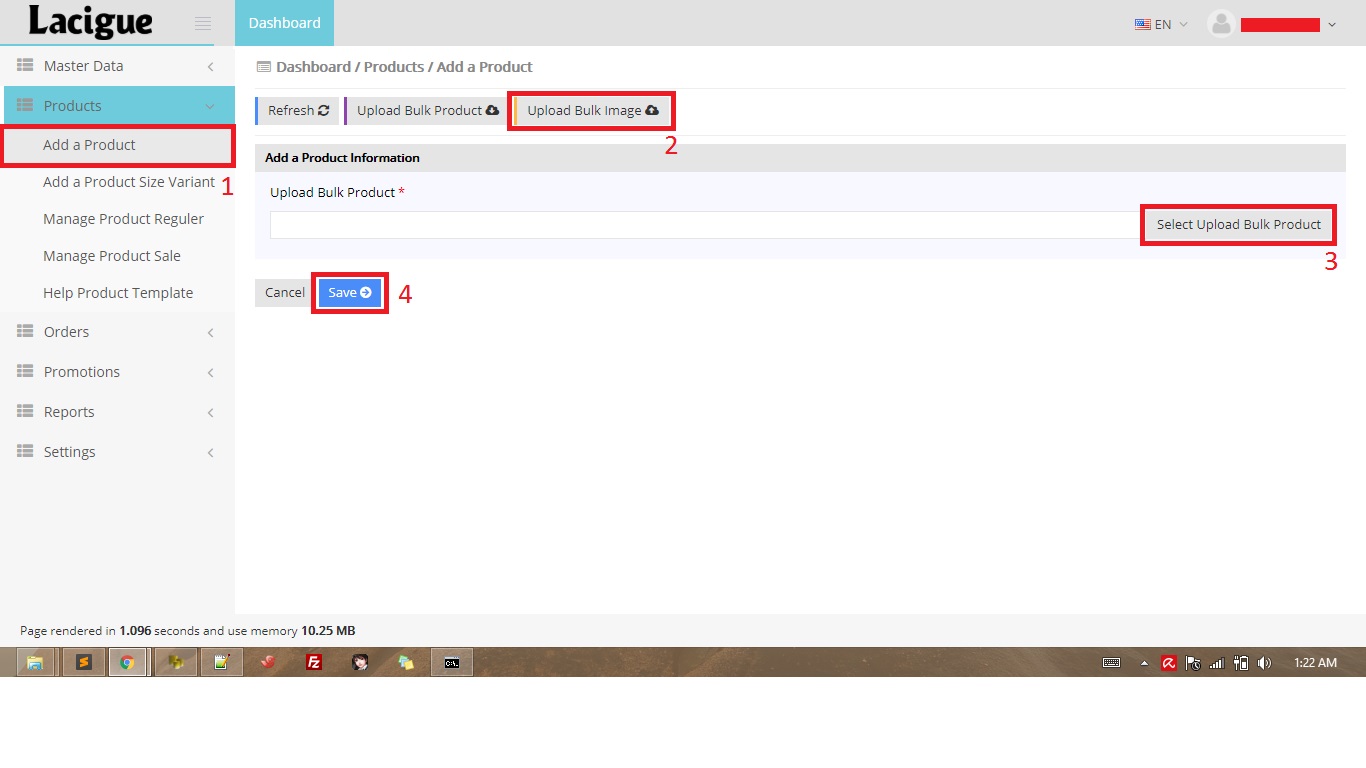 Lacigue
Dashboard
EN
Master Data
Products
Add a Product
1
Add a Product Size Variant
Manage Product Reguler
Manage Product Sale
Help Product Template
Orders
Promotions
Reports
Settings
Dashboard / Products / Add a Product
Refresh
Upload Bulk Product
Upload Bulk Image
2
Add a Product Information
Upload Bulk Product *
Select Upload Bulk Product
3
Cancel
Save
4
Page rendered in 1.096 seconds and use memory 10.25 MB
Fz
C:\.
1:22 AM